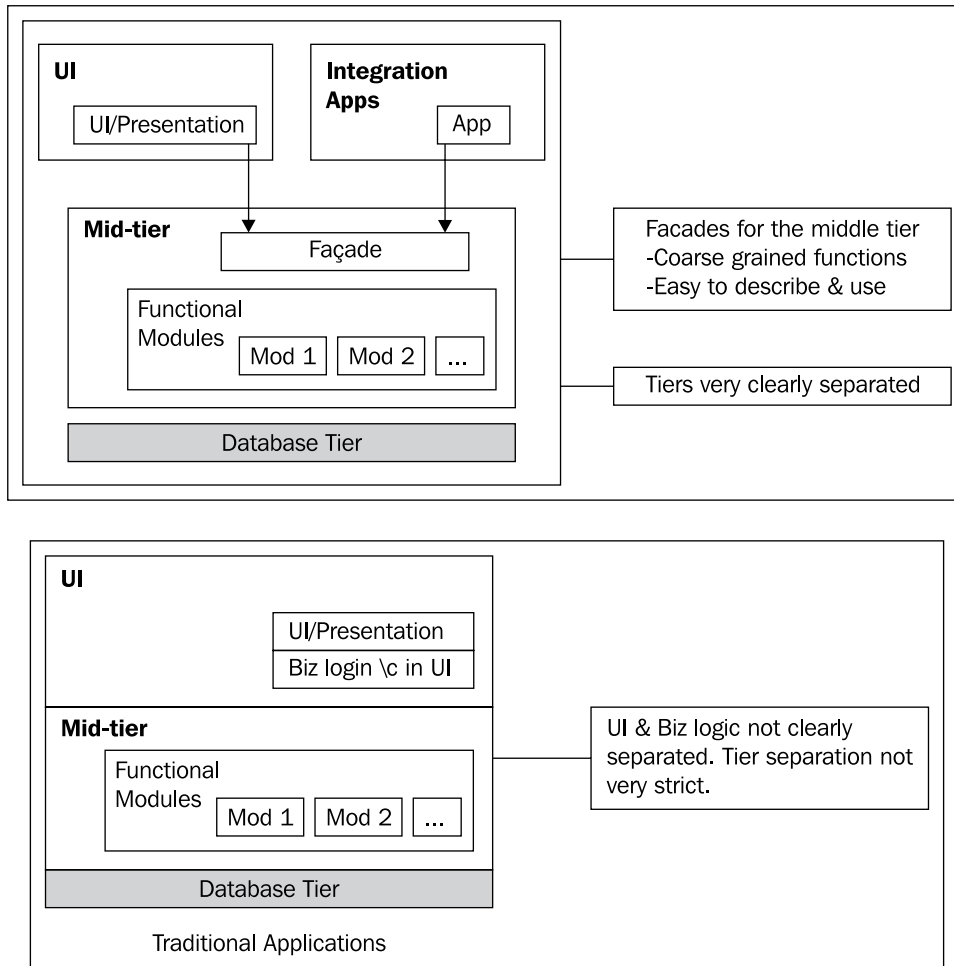 UI
UI/Presentation
Integration
Apps
App
Mid-tier
Façade
Functional
Modules
Mod 1
Mod 2
...
Database Tier
Facades for the middle tier
-Coarse grained functions
-Easy to describe & use
Tiers very clearly separated
UI
UI/Presentation
Biz login \c in UI
Mid-tier
Functional
Modules
Mod 1
Mod 2
...
Database Tier
UI & Biz logic not clearly
separated. Tier separation not
very strict.
Traditional Applications